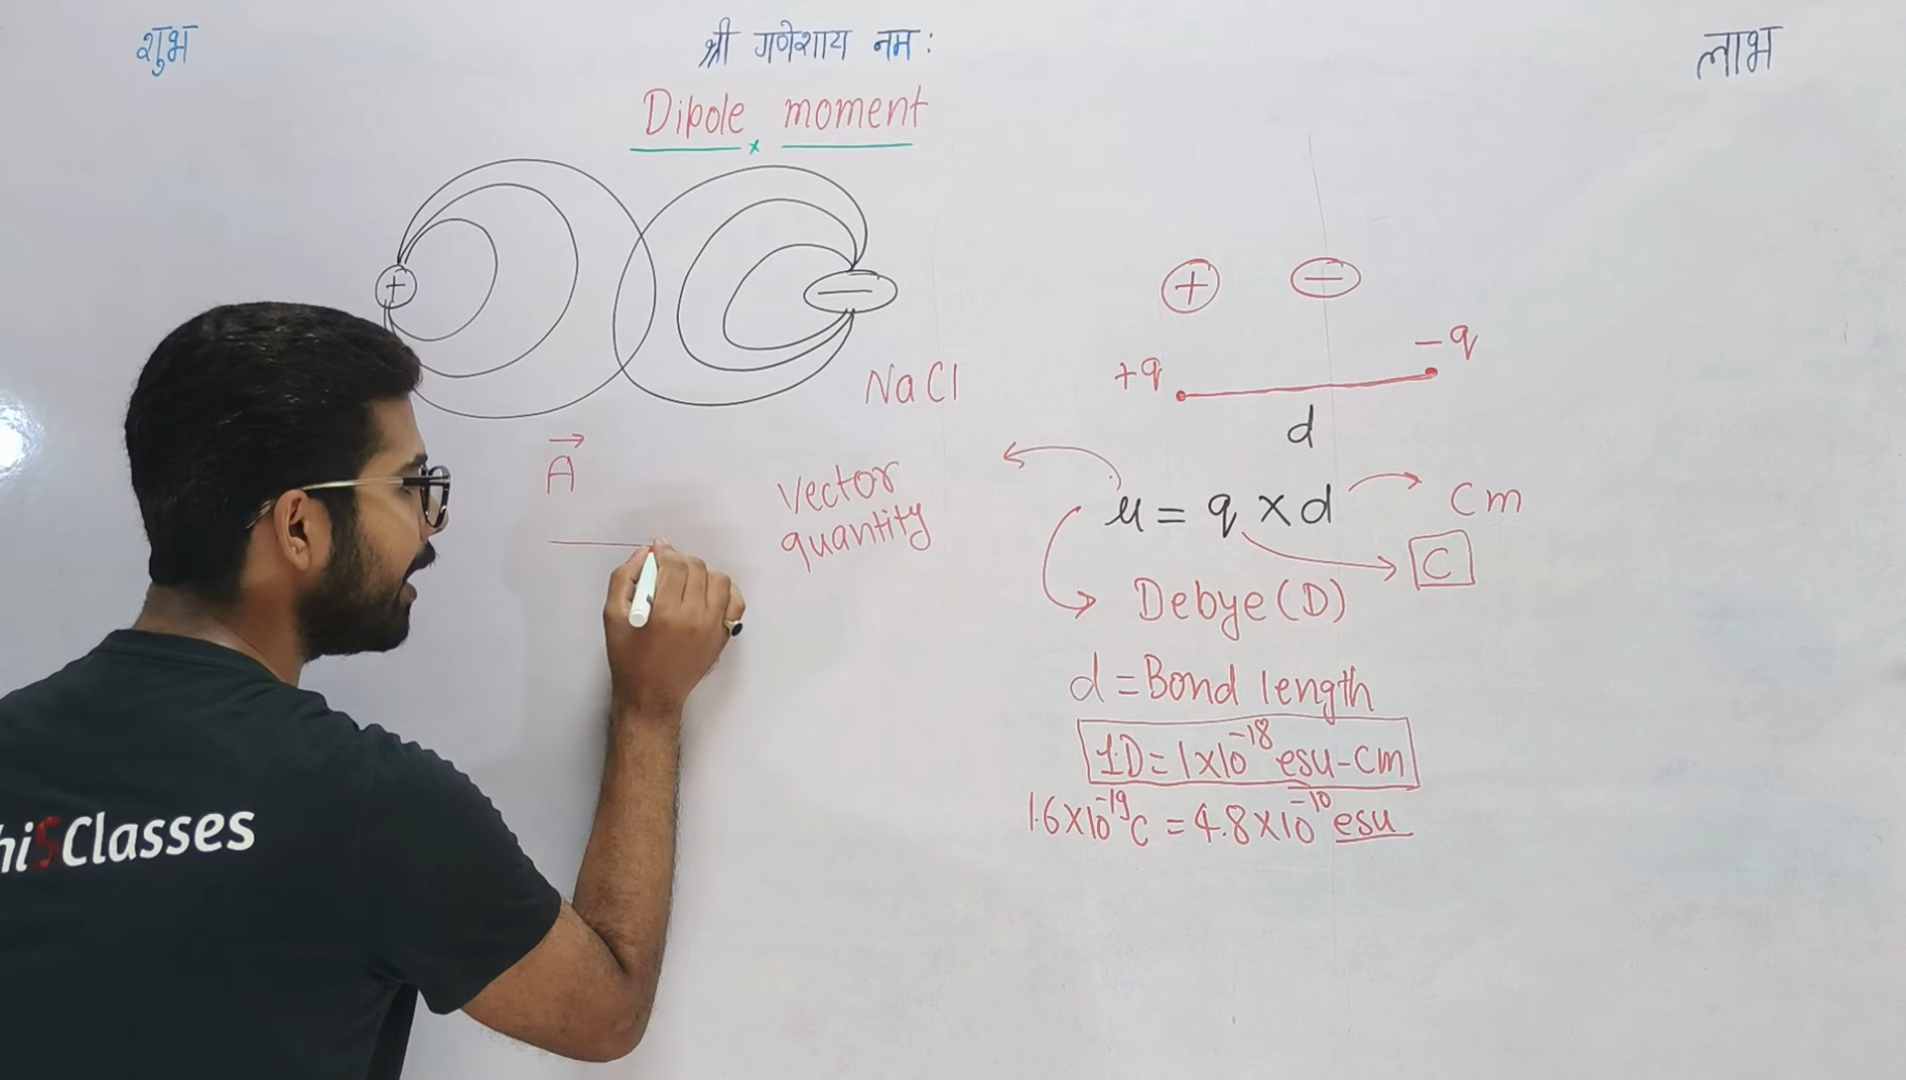 शुभ
श्री गणेशाय नम:
लाभ
Dipole moment
+
−
+
−
+q
−q
d
NaCl
A
Vector
quantity
μ = q × d
Cm
C
Debye (D)
d = Bond length
1D = 1×10⁻¹⁸ esu-cm
1.6×10⁻¹⁹C = 4.8×10⁻¹⁰ esu
hiSClasses